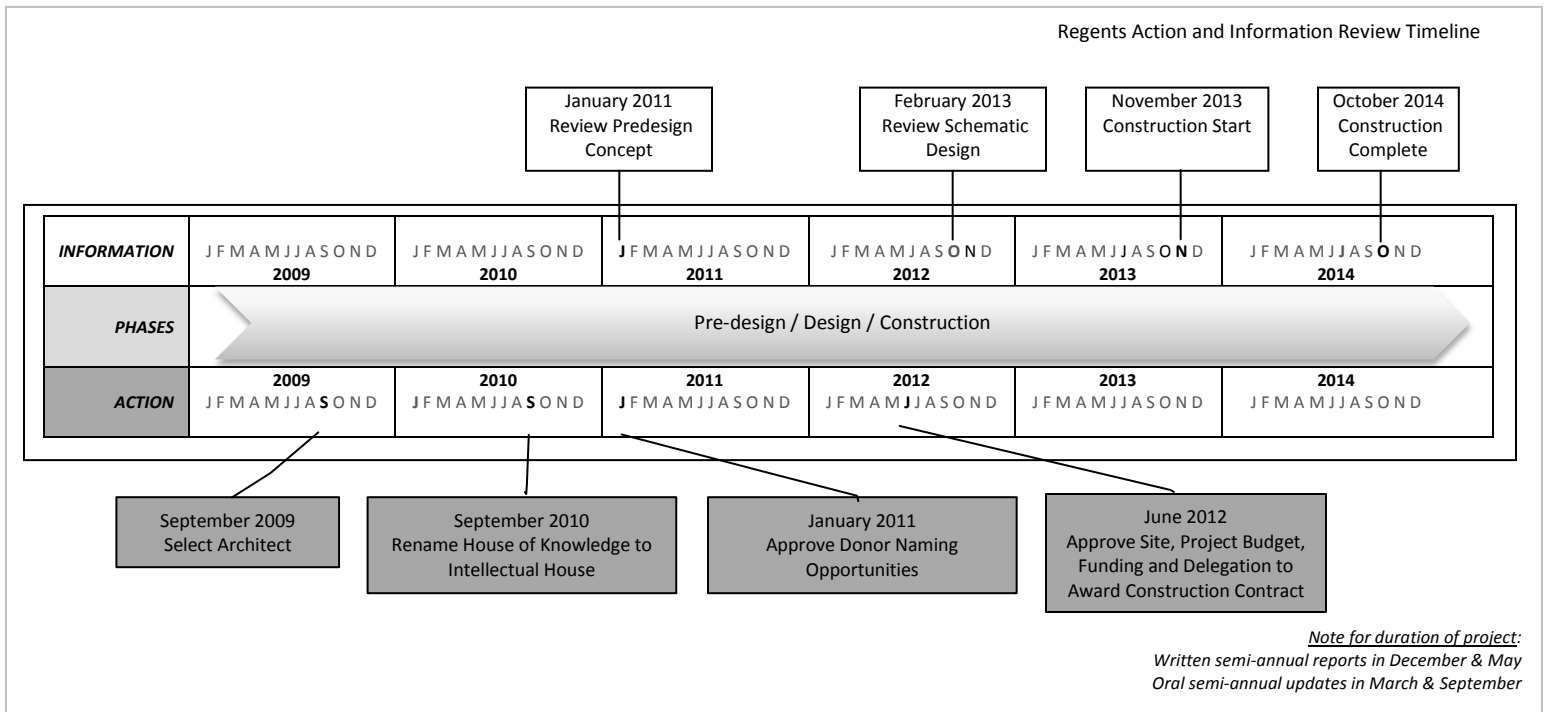 Regents Action and Information Review Timeline
January 2011
Review Predesign
Concept
February 2013
Review Schematic
Design
November 2013
Construction Start
October 2014
Construction
Complete
INFORMATION
J F M A M J J A S O N D
2009
J F M A M J J A S O N D
2010
J F M A M J J A S O N D
2011
J F M A M J J A S O N D
2012
J F M A M J J A S O N D
2013
J F M A M J J A S O N D
2014
PHASES
Pre-design / Design / Construction
ACTION
2009
J F M A M J J A S O N D
2010
J F M A M J J A S O N D
2011
J F M A M J J A S O N D
2012
J F M A M J J A S O N D
2013
J F M A M J J A S O N D
2014
J F M A M J J A S O N D
September 2009
Select Architect
September 2010
Rename House of Knowledge to
Intellectual House
January 2011
Approve Donor Naming
Opportunities
June 2012
Approve Site, Project Budget,
Funding and Delegation to
Award Construction Contract
Note for duration of project:
Written semi-annual reports in December & May
Oral semi-annual updates in March & September